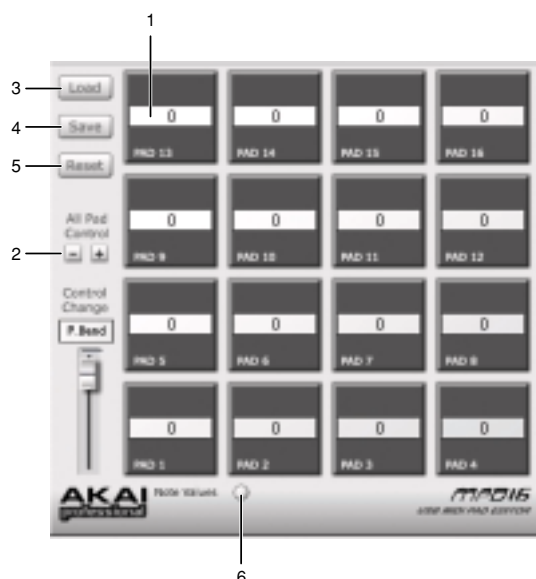 1
3
Load
4
Save
5
Reset
0 0 0 0
PAD 13 PAD 14 PAD 15 PAD 16
All Pad
Control
2
- +
0 0 0 0
PAD 9 PAD 10 PAD 11 PAD 12
Control
Change
P.Bend
0 0 0 0
PAD 5 PAD 6 PAD 7 PAD 8
0 0 0 0
PAD 1 PAD 2 PAD 3 PAD 4
AKAI
professional
Note Values
MPD16
USB MIDI PAD EDITOR
6